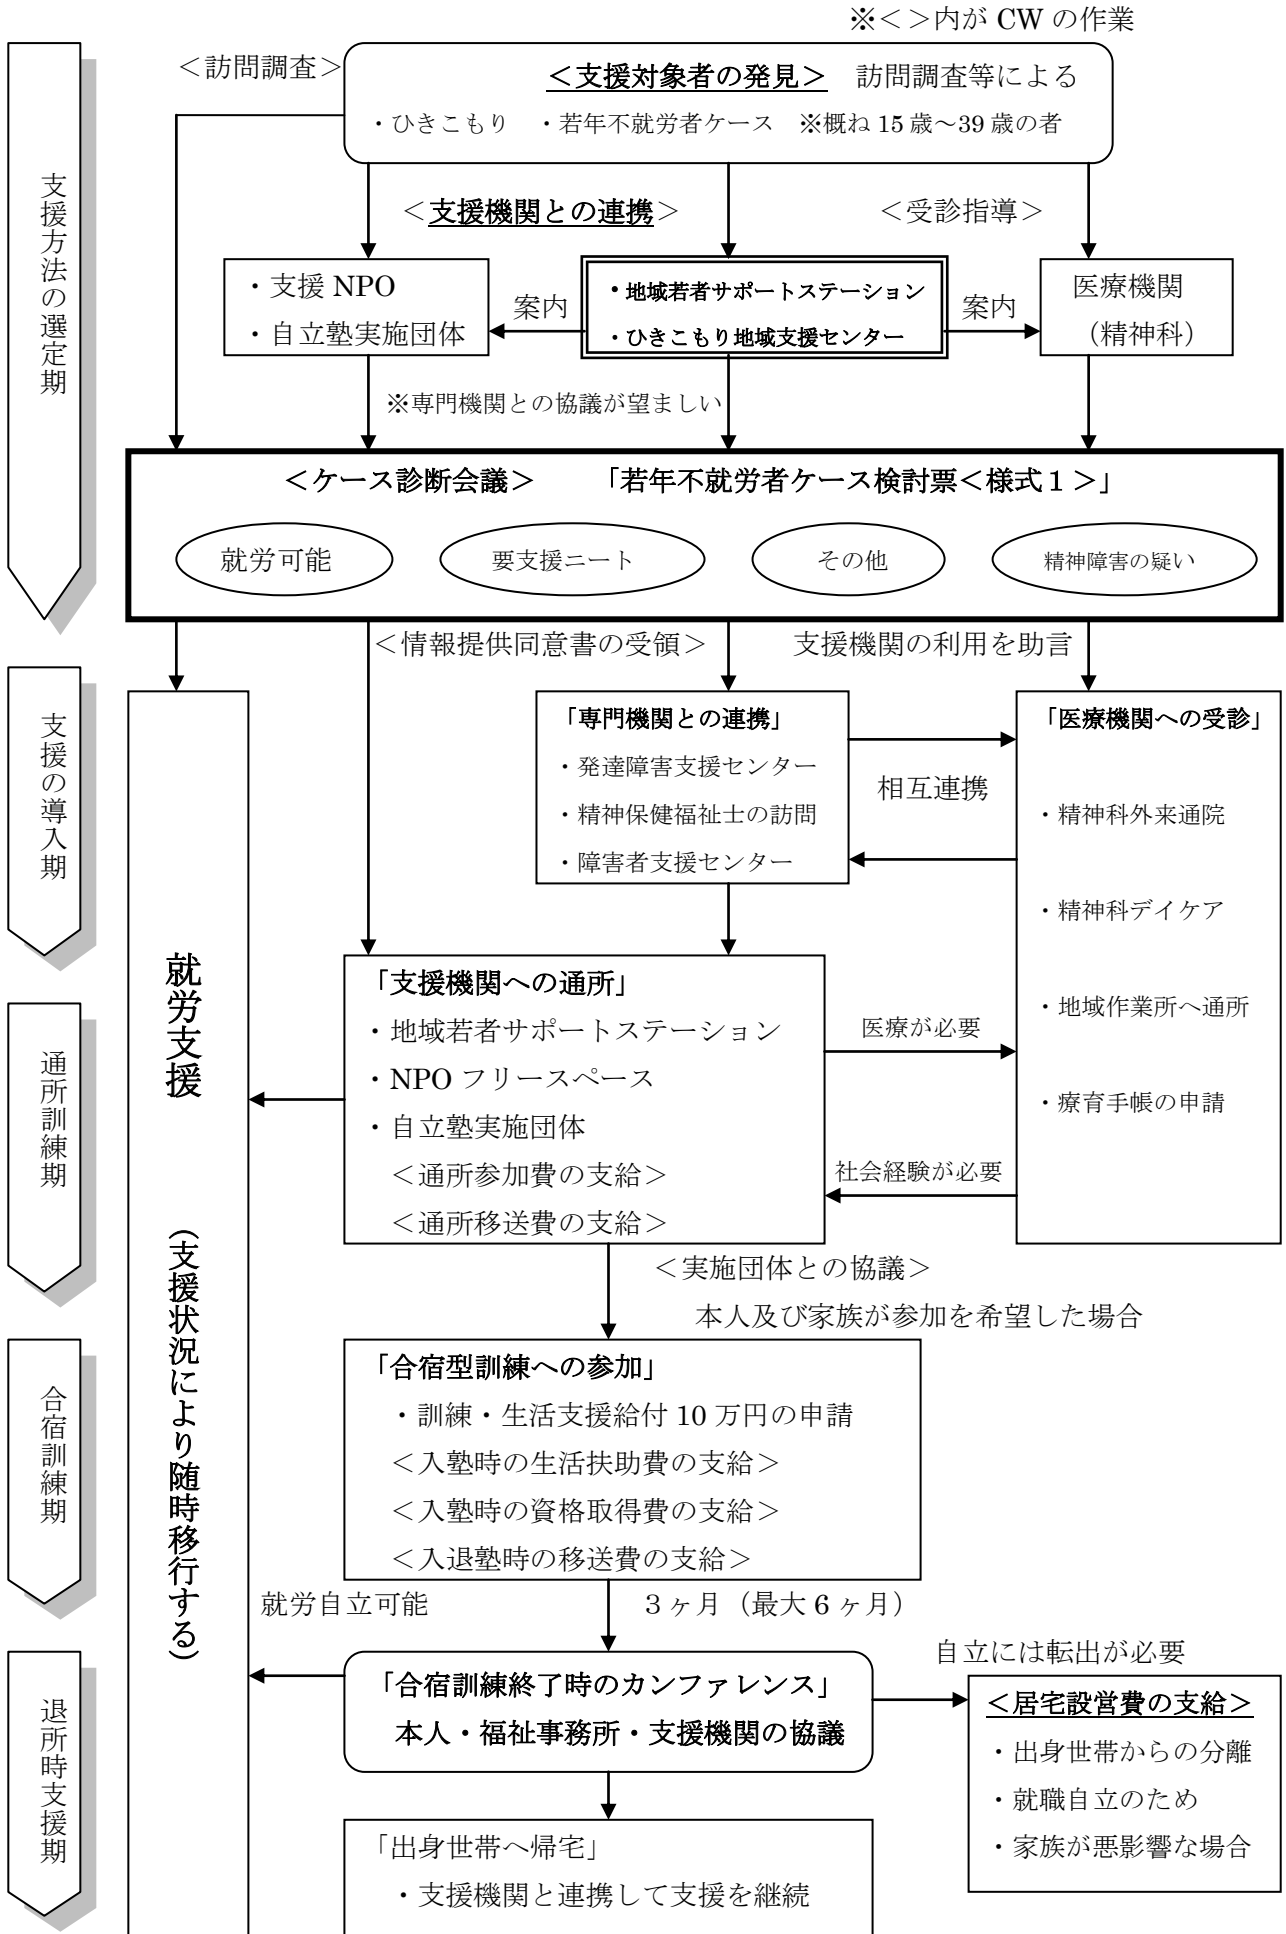 ※＜＞内が CW の作業
＜訪問調査＞
＜支援対象者の発見＞　訪問調査等による
・ひきこもり　・若年不就労者ケース　※概ね 15 歳～39 歳の者
支援方法の選定期
＜支援機関との連携＞
＜受診指導＞
・支援 NPO
・自立塾実施団体
案内
・地域若者サポートステーション
・ひきこもり地域支援センター
案内
医療機関
（精神科）
※専門機関との協議が望ましい
＜ケース診断会議＞　「若年不就労者ケース検討票＜様式１＞」
就労可能
要支援ニート
その他
精神障害の疑い
＜情報提供同意書の受領＞
支援機関の利用を助言
支援の導入期
「専門機関との連携」
・発達障害支援センター
・精神保健福祉士の訪問
・障害者支援センター
相互連携
「医療機関への受診」
・精神科外来通院
・精神科デイケア
・地域作業所へ通所
・療育手帳の申請
就労支援
（支援状況により随時移行する）
通所訓練期
「支援機関への通所」
・地域若者サポートステーション
・NPO フリースペース
・自立塾実施団体
＜通所参加費の支給＞
＜通所移送費の支給＞
医療が必要
社会経験が必要
＜実施団体との協議＞
本人及び家族が参加を希望した場合
合宿訓練期
「合宿型訓練への参加」
・訓練・生活支援給付 10 万円の申請
＜入塾時の生活扶助費の支給＞
＜入塾時の資格取得費の支給＞
＜入退塾時の移送費の支給＞
就労自立可能
３ヶ月（最大 6 ヶ月）
退所時支援期
「合宿訓練終了時のカンファレンス」
本人・福祉事務所・支援機関の協議
自立には転出が必要
＜居宅設営費の支給＞
・出身世帯からの分離
・就職自立のため
・家族が悪影響な場合
「出身世帯へ帰宅」
・支援機関と連携して支援を継続